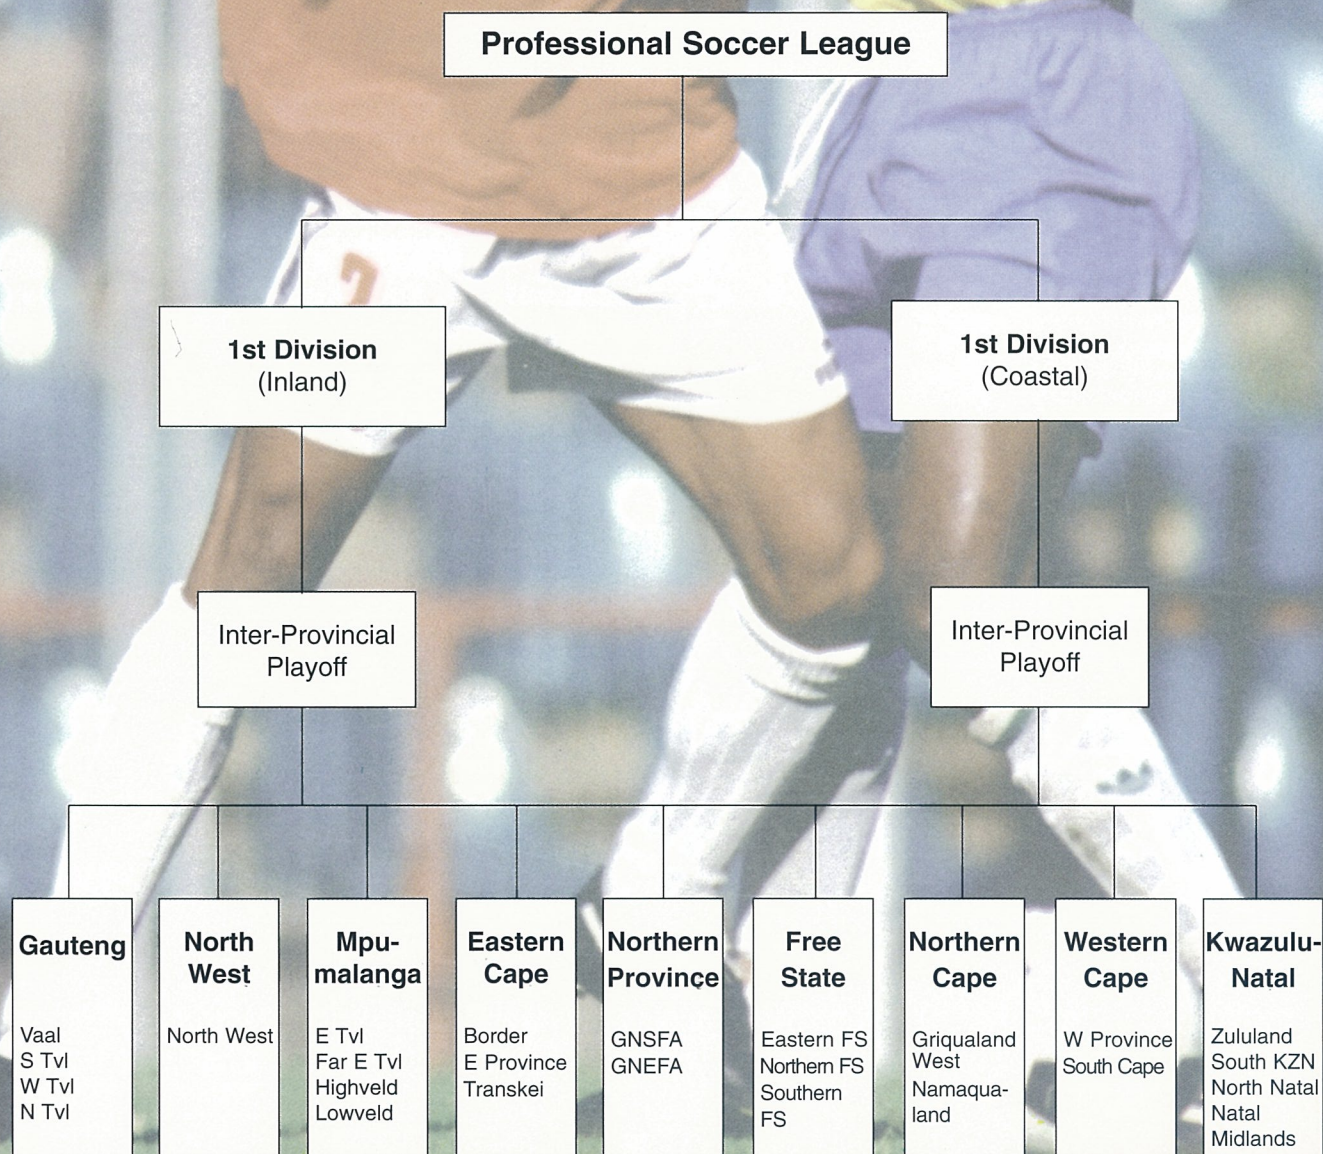 Professional Soccer League
1st Division
(Inland)
1st Division
(Coastal)
Inter-Provincial
Playoff
Inter-Provincial
Playoff
Gauteng
Vaal
S Tvl
W Tvl
N Tvl
North
West
North West
Mpu-
malanga
E Tvl
Far E Tvl
Highveld
Lowveld
Eastern
Cape
Border
E Province
Transkei
Northern
Province
GNSFA
GNEFA
Free
State
Eastern FS
Northern FS
Southern
FS
Northern
Cape
Griqualand
West
Namaqua-
land
Western
Cape
W Province
South Cape
Kwazulu-
Natal
Zululand
South KZN
North Natal
Natal
Midlands